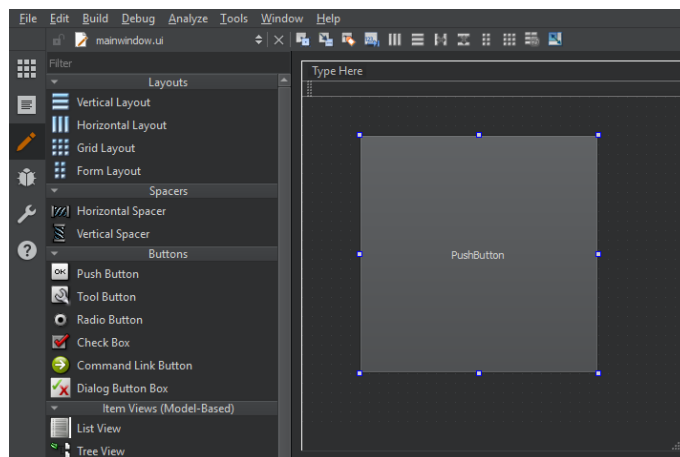 File Edit Build Debug Analyze Tools Window Help
mainwindow.ui
Filter
Layouts
Vertical Layout
Horizontal Layout
Grid Layout
Form Layout
Spacers
Horizontal Spacer
Vertical Spacer
Buttons
OK Push Button
Tool Button
Radio Button
Check Box
Command Link Button
Dialog Button Box
Item Views (Model-Based)
List View
Tree View
Type Here
PushButton